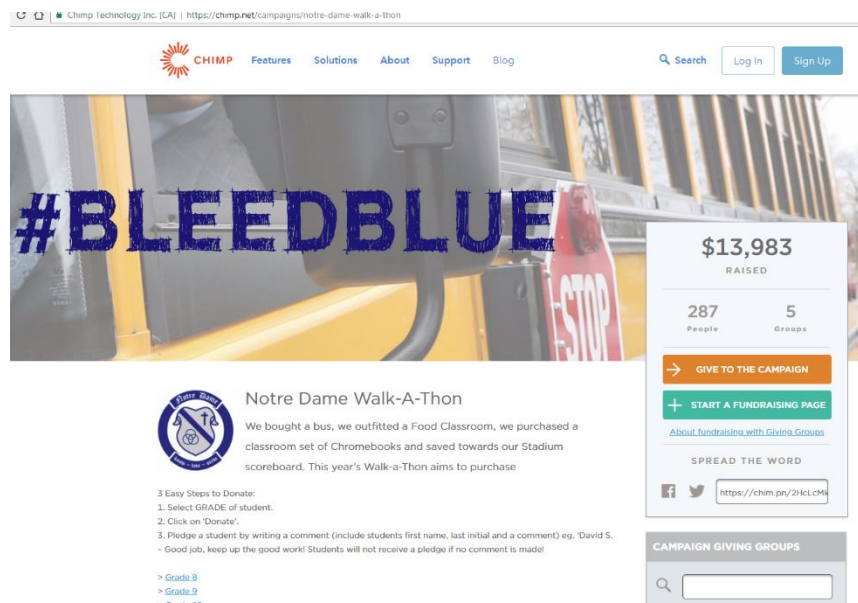 Chimp Technology Inc. [CA] | https://chimp.net/campaigns/notre-dame-walk-a-thon
CHIMP Features Solutions About Support Blog Search Log In Sign Up
#BLEEDBLUE
STOP
$13,983
RAISED
287 5
People Groups
GIVE TO THE CAMPAIGN
START A FUNDRAISING PAGE
About fundraising with Giving Groups
SPREAD THE WORD
https://chim.pn/2HcLcMk
CAMPAIGN GIVING GROUPS
Notre Dame
Notre Dame Walk-A-Thon
We bought a bus, we outfitted a Food Classroom, we purchased a
classroom set of Chromebooks and saved towards our Stadium
scoreboard. This year's Walk-a-Thon aims to purchase
3 Easy Steps to Donate:
1. Select GRADE of student.
2. Click on 'Donate'.
3. Pledge a student by writing a comment (include students first name, last initial and a comment) eg. 'David S.
– Good job, keep up the good work! Students will not receive a pledge if no comment is made!
> Grade 8
> Grade 9